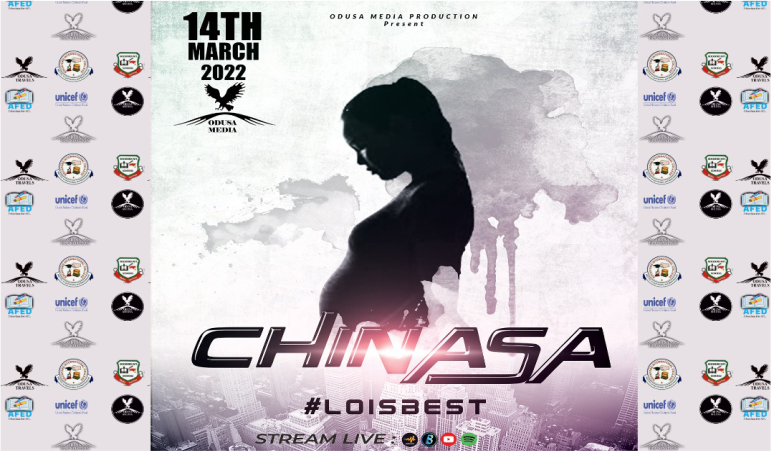 ODUSA MEDIA PRODUCTION
Present
14TH
MARCH
2022
ODUSA
MEDIA
CHINASA
#LOISBEST
STREAM LIVE :
ODUSA
TRAVELS
AFED
unicef